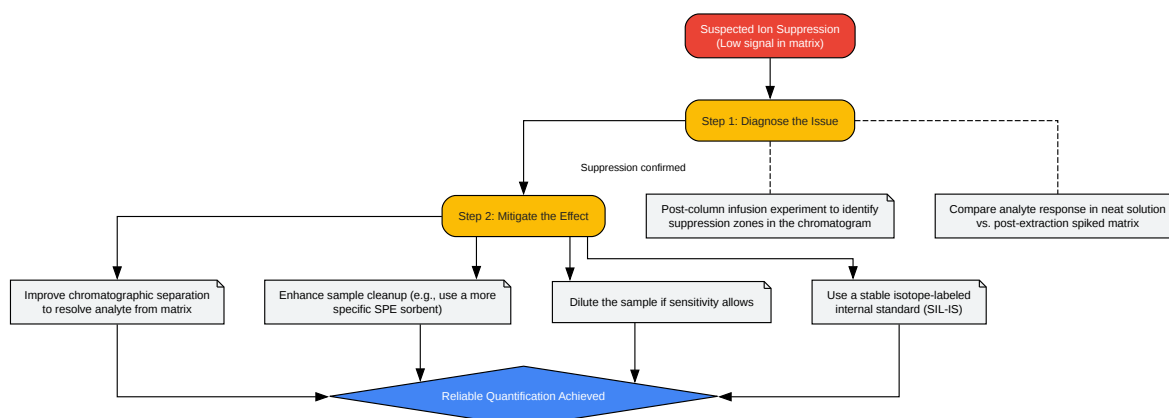 Suspected Ion Suppression
(Low signal in matrix)
Step 1: Diagnose the Issue
Suppression confirmed
Post-column infusion experiment to identify
suppression zones in the chromatogram
Compare analyte response in neat solution
vs. post-extraction spiked matrix
Step 2: Mitigate the Effect
Improve chromatographic separation
to resolve analyte from matrix
Enhance sample cleanup (e.g., use a more
specific SPE sorbent)
Dilute the sample if sensitivity allows
Use a stable isotope-labeled
internal standard (SIL-IS)
Reliable Quantification Achieved